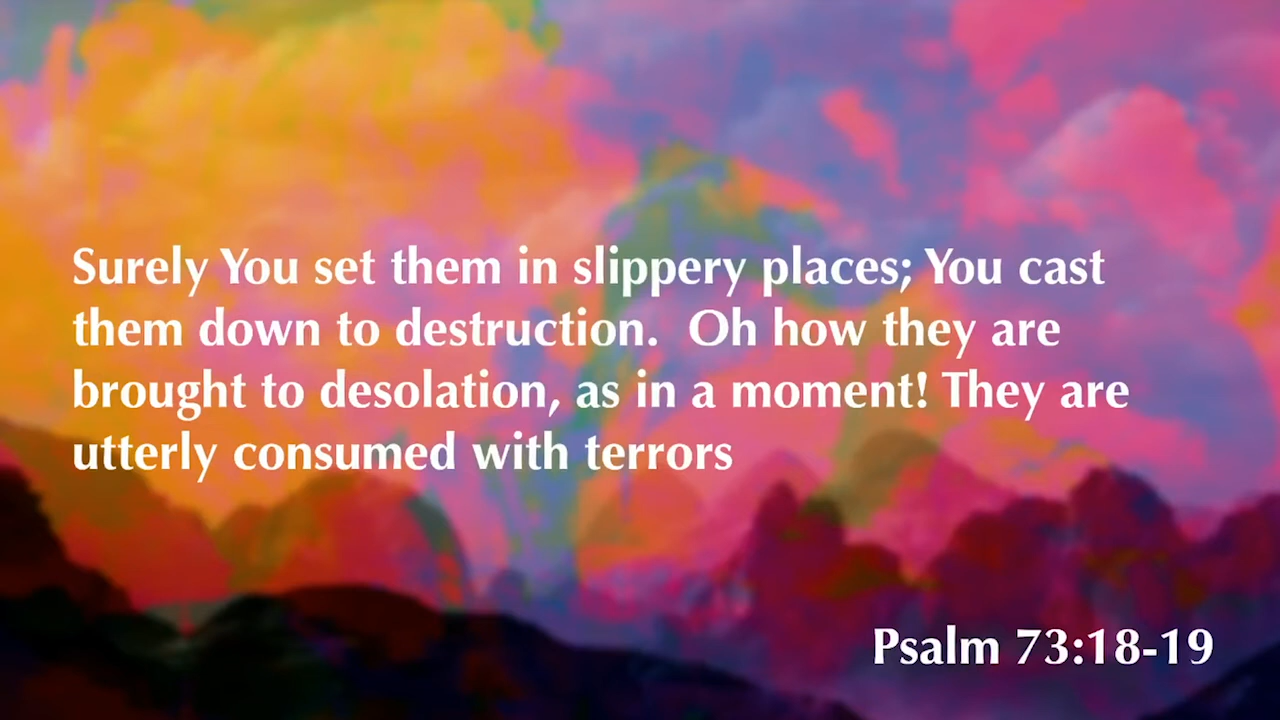 Surely You set them in slippery places; You cast
them down to destruction.  Oh how they are
brought to desolation, as in a moment! They are
utterly consumed with terrors
Psalm 73:18-19